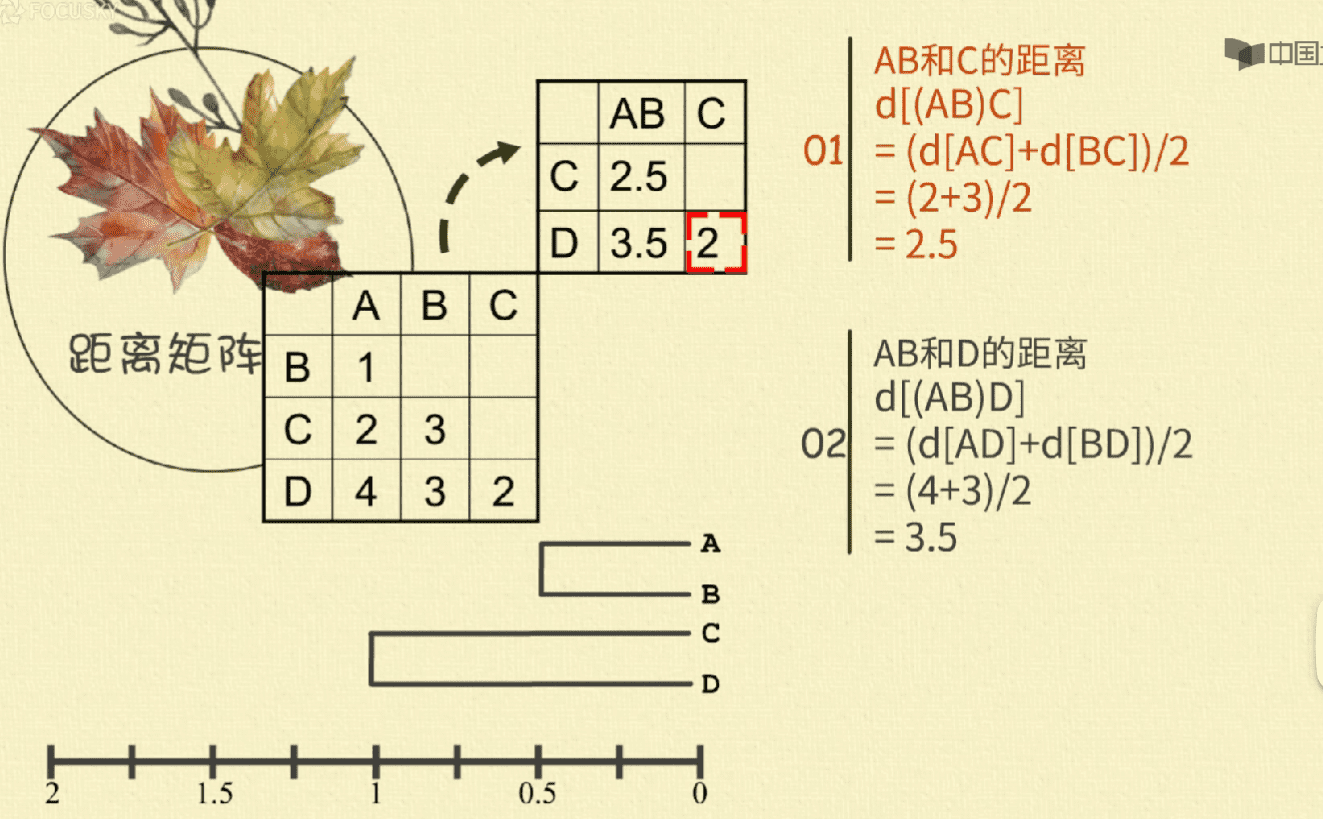 FOCUSKY
中国
AB C
C 2.5
D 3.5 2
距离矩阵
A B C
B 1
C 2 3
D 4 3 2
01
AB和C的距离
d[(AB)C]
= (d[AC]+d[BC])/2
= (2+3)/2
= 2.5
02
AB和D的距离
d[(AB)D]
= (d[AD]+d[BD])/2
= (4+3)/2
= 3.5
A
B
C
D
2 1.5 1 0.5 0